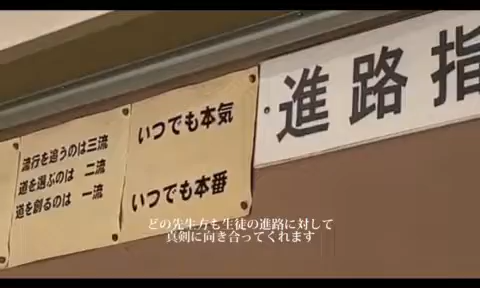 進路指
いつでも本気
いつでも本番
流行を追うのは三流
道を選ぶのは 二流
道を創るのは 一流
どの先生方も生徒の進路に対して
真剣に向き合ってくれます